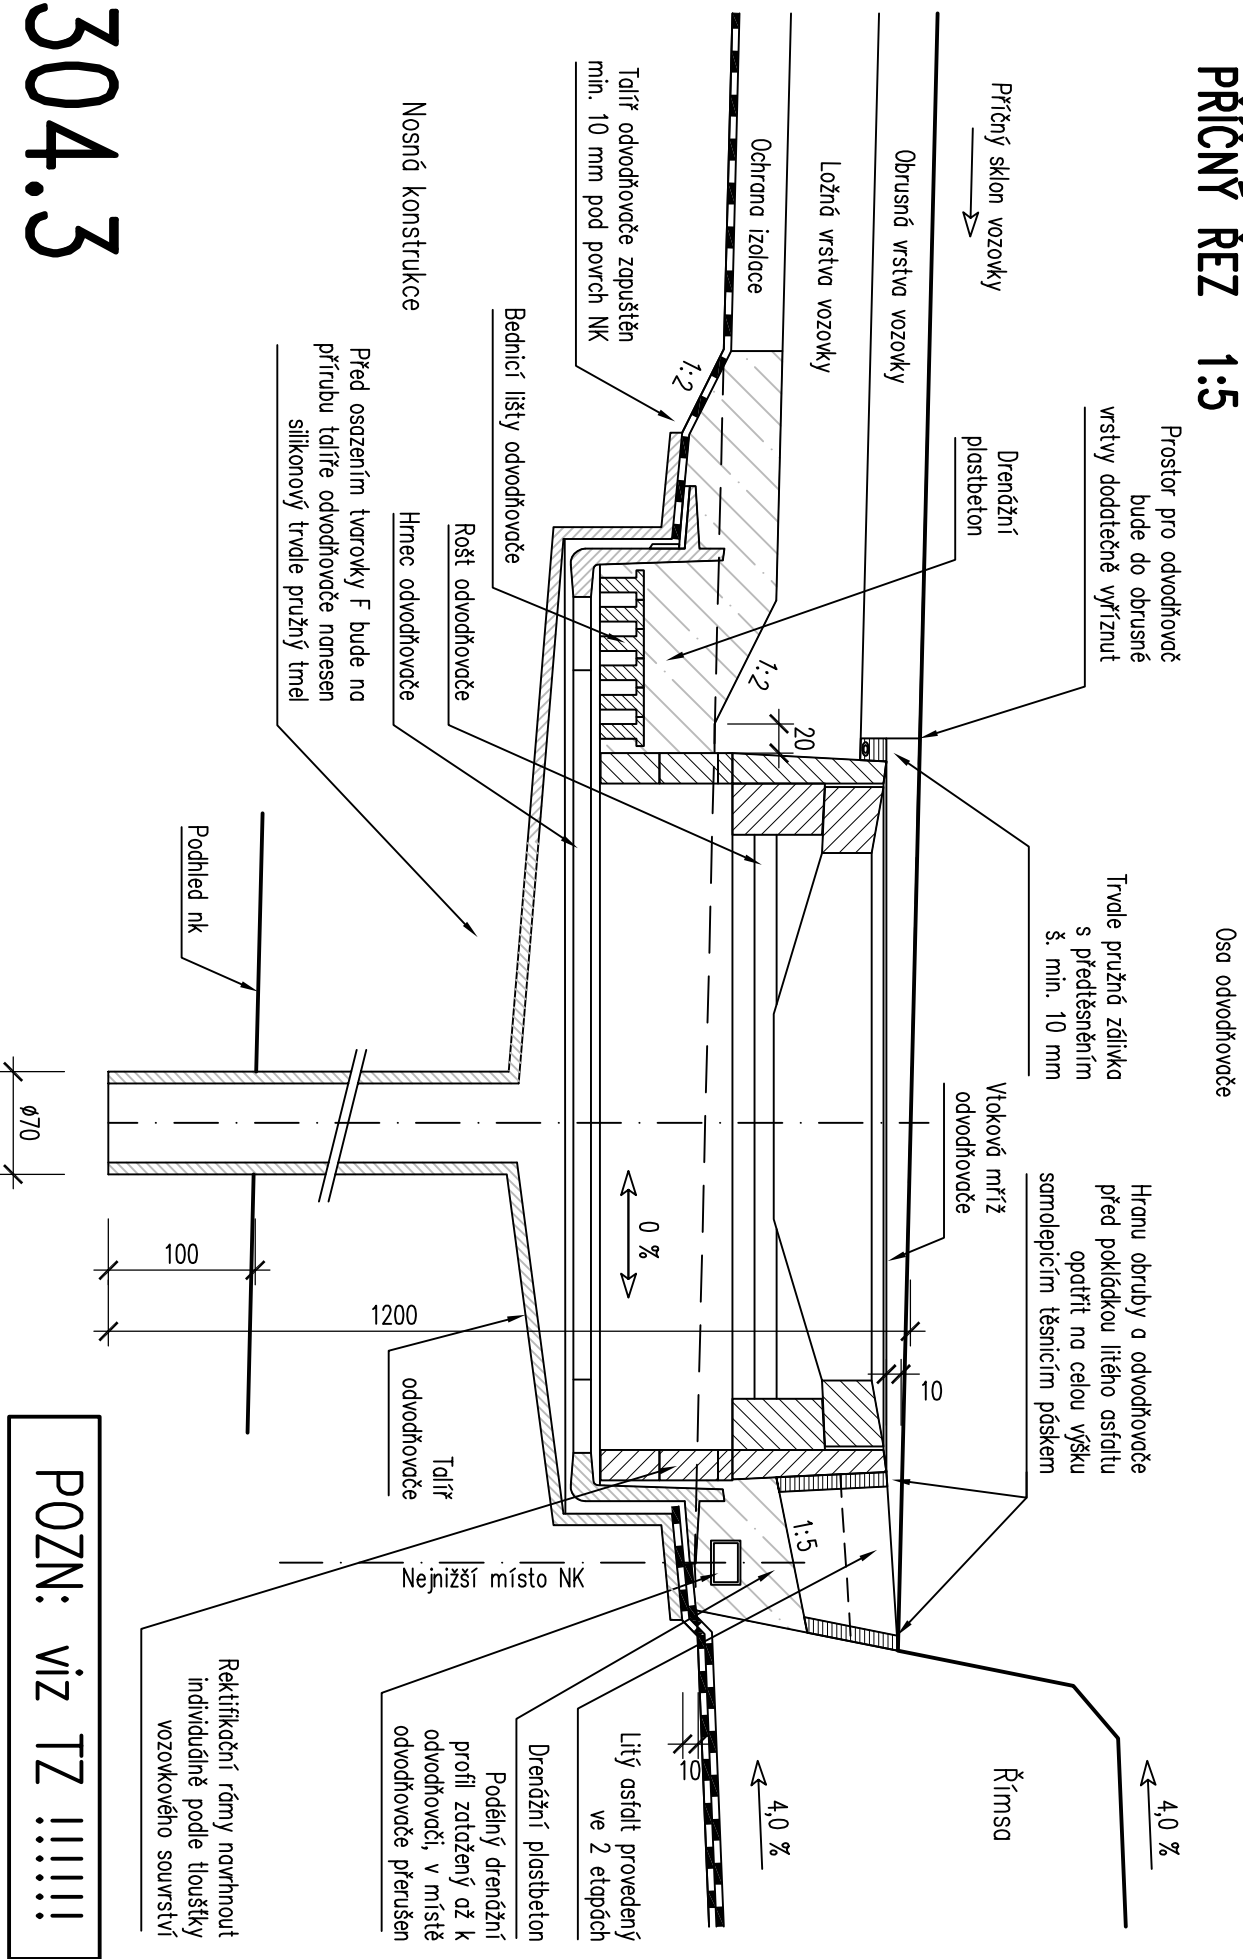 PŘÍČNÝ ŘEZ 1:5
Osa odvodňovače
Příčný sklon vozovky
Prostor pro odvodňovač
bude do obrusné
vrstvy dodatečně vyříznut
Trvale pružná zálivka
s předtěsněním
š. min. 10 mm
Hranu obruby a odvodňovače
před pokládkou litého asfaltu
opatřit na celou výšku
samolepicím těsnicím páskem
4,0 %
Římsa
Drenážní
plastbeton
Vtoková mříž
odvodňovače
Obrusná vrstva vozovky
Ložná vrstva vozovky
Ochrana izolace
10
20
1:2
1:5
4,0 %
1:2
10
0 %
Talíř odvodňovače zapuštěn
min. 10 mm pod povrch NK
Nosná konstrukce
Bednicí lišty odvodňovače
Rošt odvodňovače
Hrnec odvodňovače
Před osazením tvarovky F bude na
přírubu talíře odvodňovače nanesen
silikonový trvale pružný tmel
Podhled nk
Nejnižší místo NK
Litý asfalt provedený
ve 2 etapách
Drenážní plastbeton
Podélný drenážní
profil zatažený až k
odvodňovači, v místě
odvodňovače přerušen
Talíř
odvodňovače
1200
100
Rektifikační rámy navrhnout
individuálně podle tloušťky
vozovkového souvrství
ø70
304.3
POZN: viz TZ !!!!!!!